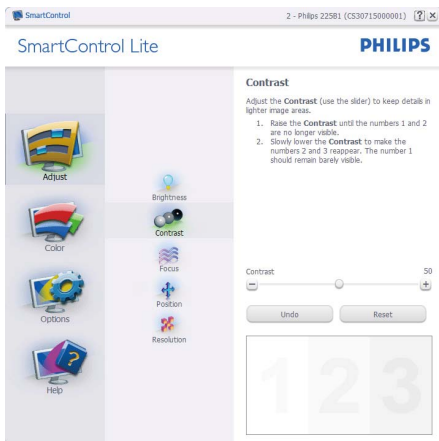 SmartControl
2 - Philips 225B1 (CS30715000001)
?
SmartControl Lite
PHILIPS
Adjust
Color
Options
Help
Brightness
Contrast
Focus
Position
Resolution
Contrast
Adjust the Contrast (use the slider) to keep details in
lighter image areas.
1. Raise the Contrast until the numbers 1 and 2
are no longer visible.
2. Slowly lower the Contrast to make the
numbers 2 and 3 reappear. The number 1
should remain barely visible.
Contrast 50
Undo Reset
1 2 3